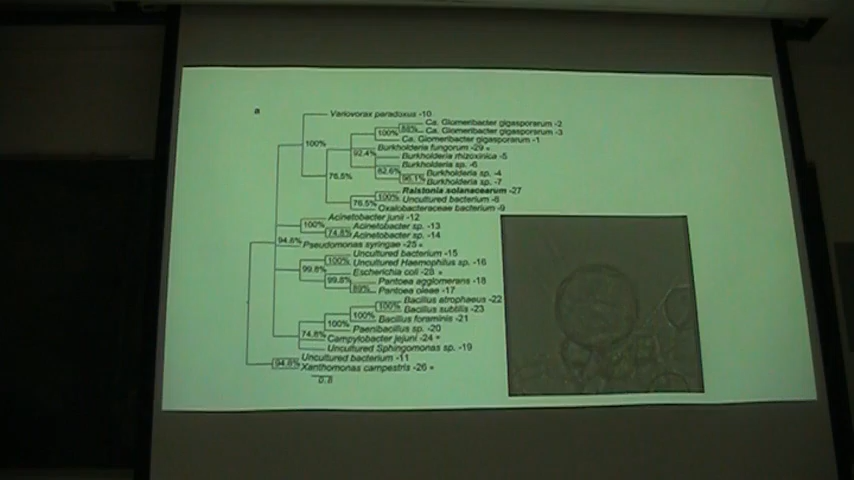 a
Variovorax paradoxus -10
Ca. Glomeribacter gigasporarum -2
88%
100%
Ca. Glomeribacter gigasporarum -3
Ca. Glomeribacter gigasporarum -1
100%
Burkholderia fungorum -29 *
92.4%
Burkholderia rhizoxinica -5
Burkholderia sp. -6
62.6%
Burkholderia sp. -4
76.5%
96.1%
Burkholderia sp. -7
Ralstonia solanacearum -27
100%
Uncultured bacterium -8
76.5%
Oxalobacteraceae bacterium -9
Acinetobacter junii -12
100%
Acinetobacter sp. -13
74.8%
Acinetobacter sp. -14
94.8%
Pseudomonas syringae -25 *
Uncultured bacterium -15
100%
Uncultured Haemophilus sp. -16
99.8%
Escherichia coli -28 *
99.8%
Pantoea agglomerans -18
89%
Pantoea oleae -17
Bacillus atrophaeus -22
100%
Bacillus subtilis -23
100%
Bacillus foraminis -21
100%
Paenibacillus sp. -20
74.8%
Campylobacter jejuni -24 *
Uncultured Sphingomonas sp. -19
Uncultured bacterium -11
94.8%
Xanthomonas campestris -26 *
0.8